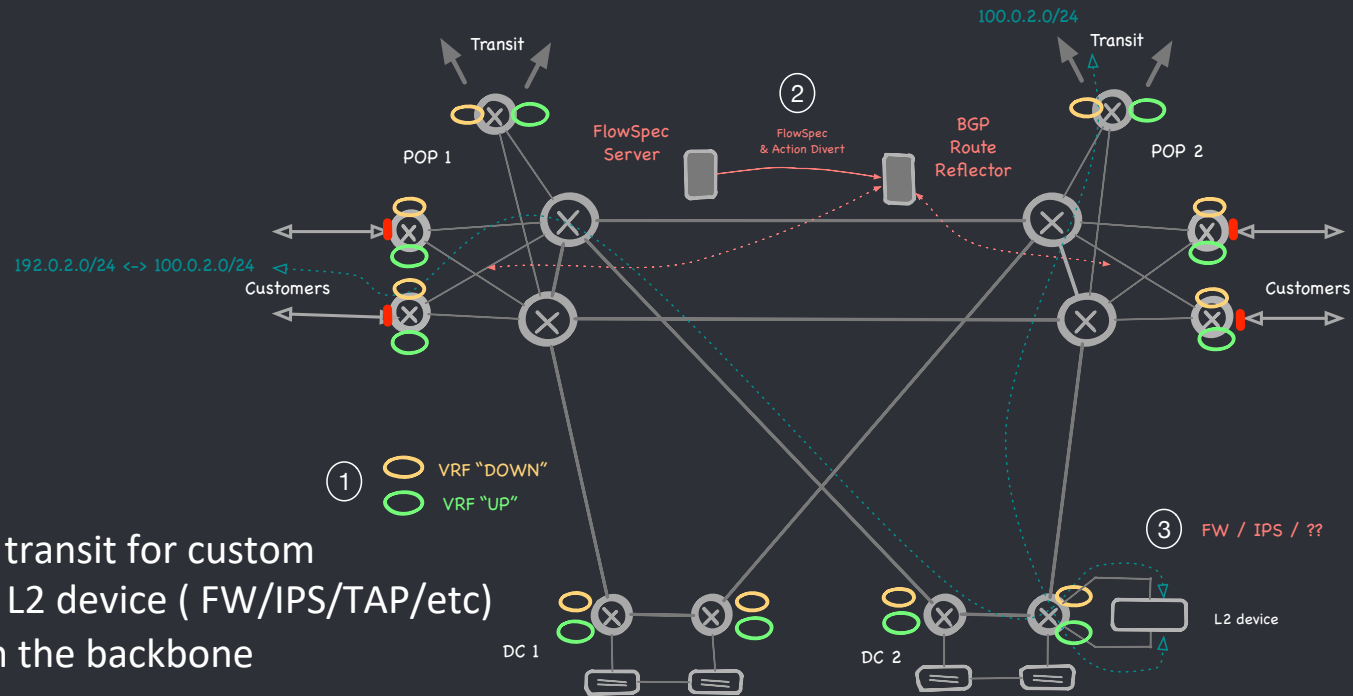 100.0.2.0/24
Transit
Transit
2
FlowSpec
Server
FlowSpec
& Action Divert
BGP
Route
Reflector
POP 1
POP 2
192.0.2.0/24 <-> 100.0.2.0/24
Customers
Customers
1
VRF "DOWN"
VRF "UP"
3
FW / IPS / ??
transit for custom
L2 device ( FW/IPS/TAP/etc)
the backbone
L2 device
DC 1
DC 2